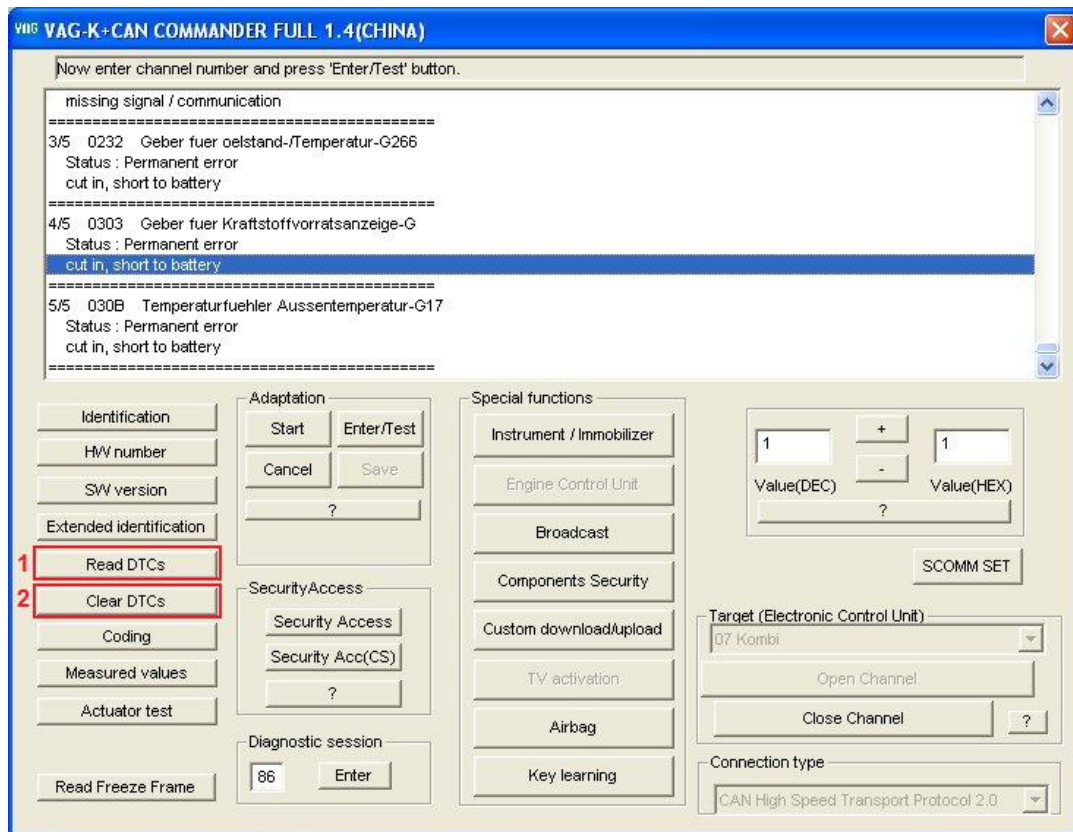 VAG VAG-K+CAN COMMANDER FULL 1.4(CHINA)
Now enter channel number and press 'Enter/Test' button.
missing signal / communication
============================================
3/5 0232 Geber fuer oelstand-/Temperatur-G266
Status : Permanent error
cut in, short to battery
============================================
4/5 0303 Geber fuer Kraftstoffvorratsanzeige-G
Status : Permanent error
cut in, short to battery
============================================
5/5 030B Temperaturfuehler Aussentemperatur-G17
Status : Permanent error
cut in, short to battery
============================================
Identification
HW number
SW version
Extended identification
1 Read DTCs
2 Clear DTCs
Coding
Measured values
Actuator test
Read Freeze Frame
Adaptation
Start Enter/Test
Cancel Save
?
SecurityAccess
Security Access
Security Acc(CS)
?
Diagnostic session
86 Enter
Special functions
Instrument / Immobilizer
Engine Control Unit
Broadcast
Components Security
Custom download/upload
TV activation
Airbag
Key learning
1 + 1
-
Value(DEC) Value(HEX)
?
SCOMM SET
Target (Electronic Control Unit)
07 Kombi
Open Channel
Close Channel ?
Connection type
CAN High Speed Transport Protocol 2.0